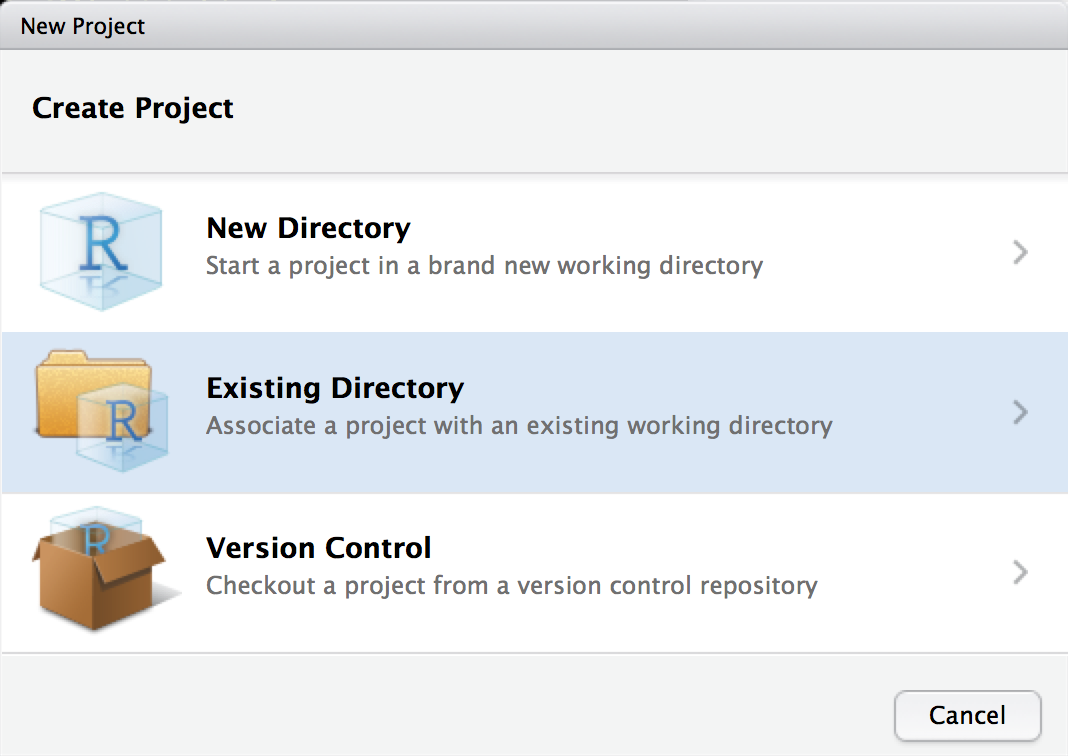 New Project
Create Project
R
New Directory
Start a project in a brand new working directory
R
Existing Directory
Associate a project with an existing working directory
R
Version Control
Checkout a project from a version control repository
Cancel